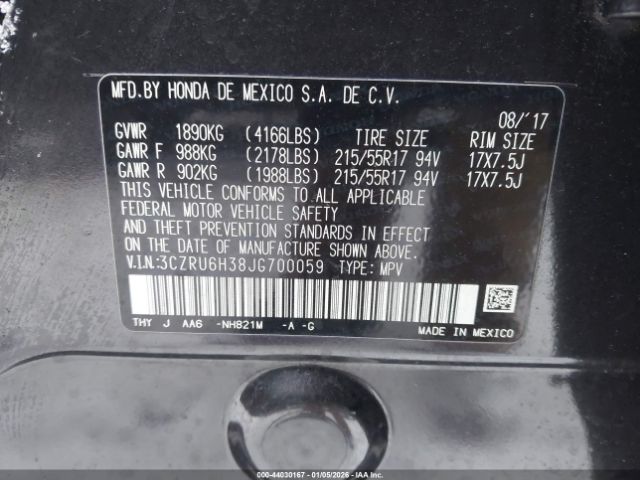 MFD.BY HONDA DE MEXICO S.A. DE C.V.
08/'17
GVWR 1890KG (4166LBS) TIRE SIZE RIM SIZE
GAWR F 988KG (2178LBS) 215/55R17 94V 17X7.5J
GAWR R 902KG (1988LBS) 215/55R17 94V 17X7.5J
THIS VEHICLE CONFORMS TO ALL APPLICABLE
FEDERAL MOTOR VEHICLE SAFETY
AND THEFT PREVENTION STANDARDS IN EFFECT
ON THE DATE OF MANUFACTURE SHOWN ABOVE.
V.I.N:3CZRU6H38JG700059 TYPE: MPV
THY J AA6 -NH821M -A -G
MADE IN MEXICO
000-44030167 | 01/05/2026 | IAAI.COM